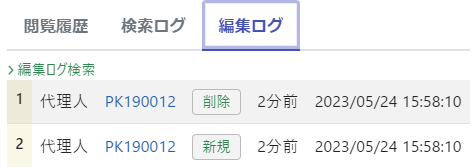 閲覧履歴 検索ログ 編集ログ
> 編集ログ検索
1 代理人 PK190012 削除 2分前 2023/05/24 15:58:10
2 代理人 PK190012 新規 2分前 2023/05/24 15:58:10